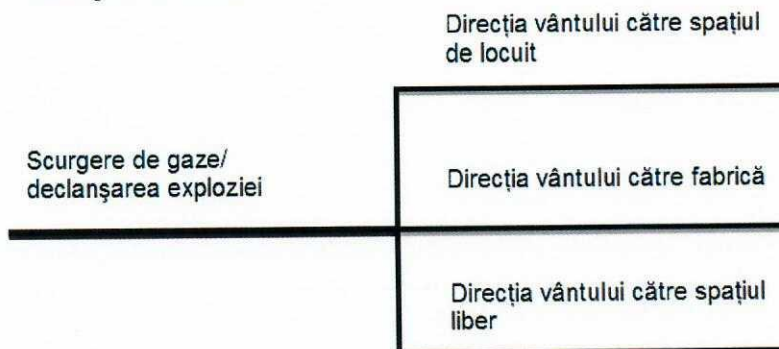 Direcția vântului către spațiul
de locuit
Scurgere de gaze/
declanşarea exploziei
Direcția vântului către fabrică
Direcția vântului către spațiul
liber